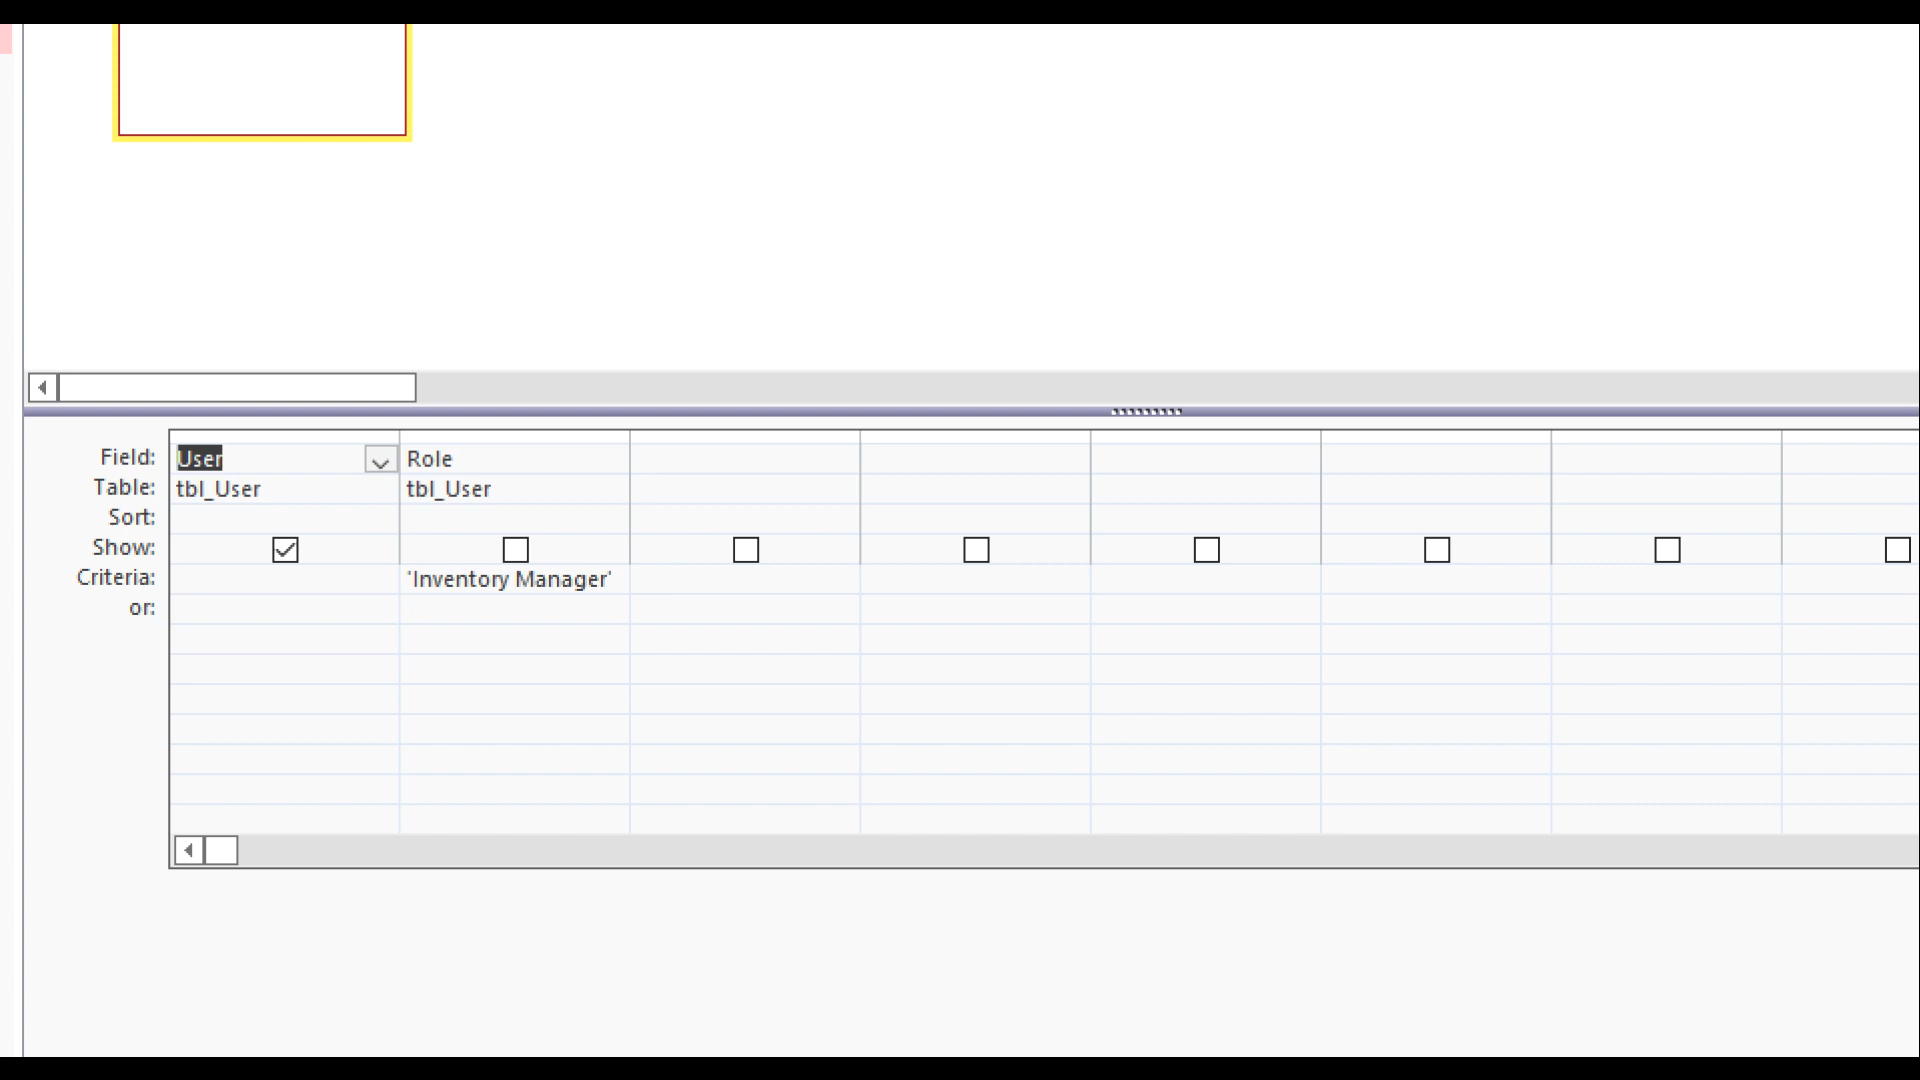 Field: User Role
Table: tbl_User tbl_User
Sort:
Show:
Criteria: 'Inventory Manager'
or: